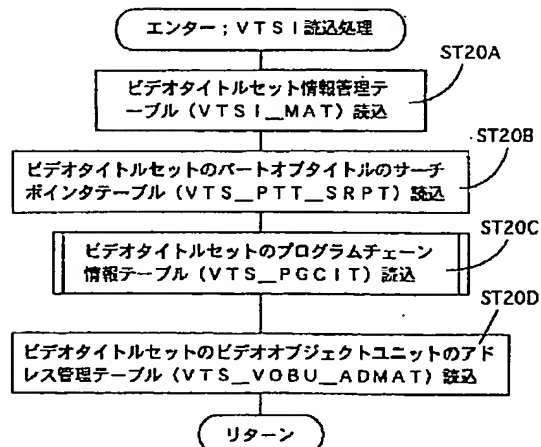 エンター；ＶＴＳＩ読込処理
ST20A
ビデオタイトルセット情報管理テ
ーブル（ＶＴＳＩ＿ＭＡＴ）読込
ST20B
ビデオタイトルセットのパートオブタイトルのサーチ
ポインタテーブル（ＶＴＳ＿ＰＴＴ＿ＳＲＰＴ）読込
ST20C
ビデオタイトルセットのプログラムチェーン
情報テーブル（ＶＴＳ＿ＰＧＣＩＴ）読込
ST20D
ビデオタイトルセットのビデオオブジェクトユニットのアド
レス管理テーブル（ＶＴＳ＿ＶＯＢＵ＿ＡＤＭＡＴ）読込
リターン